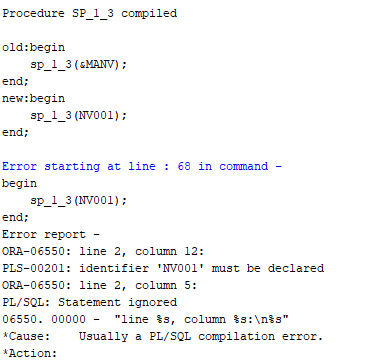 Procedure SP_1_3 compiled
old:begin
    sp_1_3(&MANV);
end;
new:begin
    sp_1_3(NV001);
end;
Error starting at line : 68 in command -
begin
    sp_1_3(NV001);
end;
Error report -
ORA-06550: line 2, column 12:
PLS-00201: identifier 'NV001' must be declared
ORA-06550: line 2, column 5:
PL/SQL: Statement ignored
06550. 00000 -  "line %s, column %s:\n%s"
*Cause:    Usually a PL/SQL compilation error.
*Action: